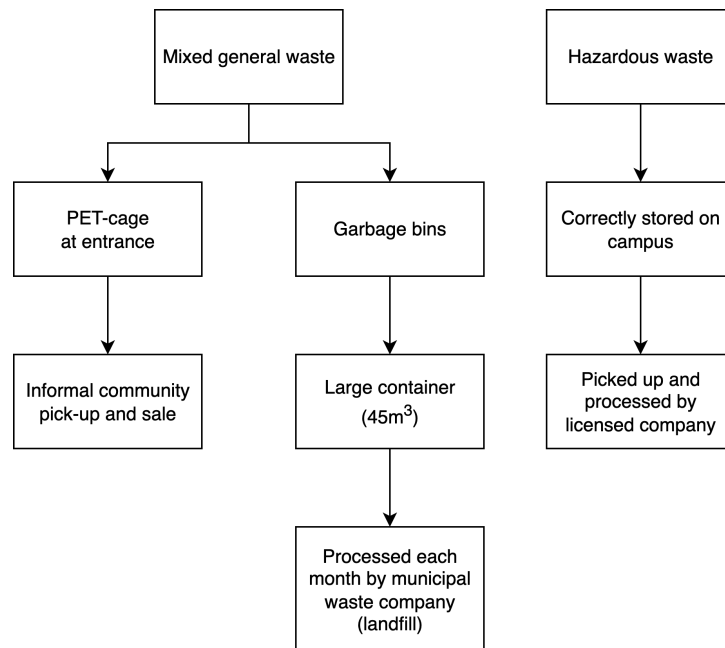 Mixed general waste
Hazardous waste
PET-cage
at entrance
Garbage bins
Correctly stored on
campus
Informal community
pick-up and sale
Large container
(45m³)
Picked up and
processed by
licensed company
Processed each
month by municipal
waste company
(landfill)